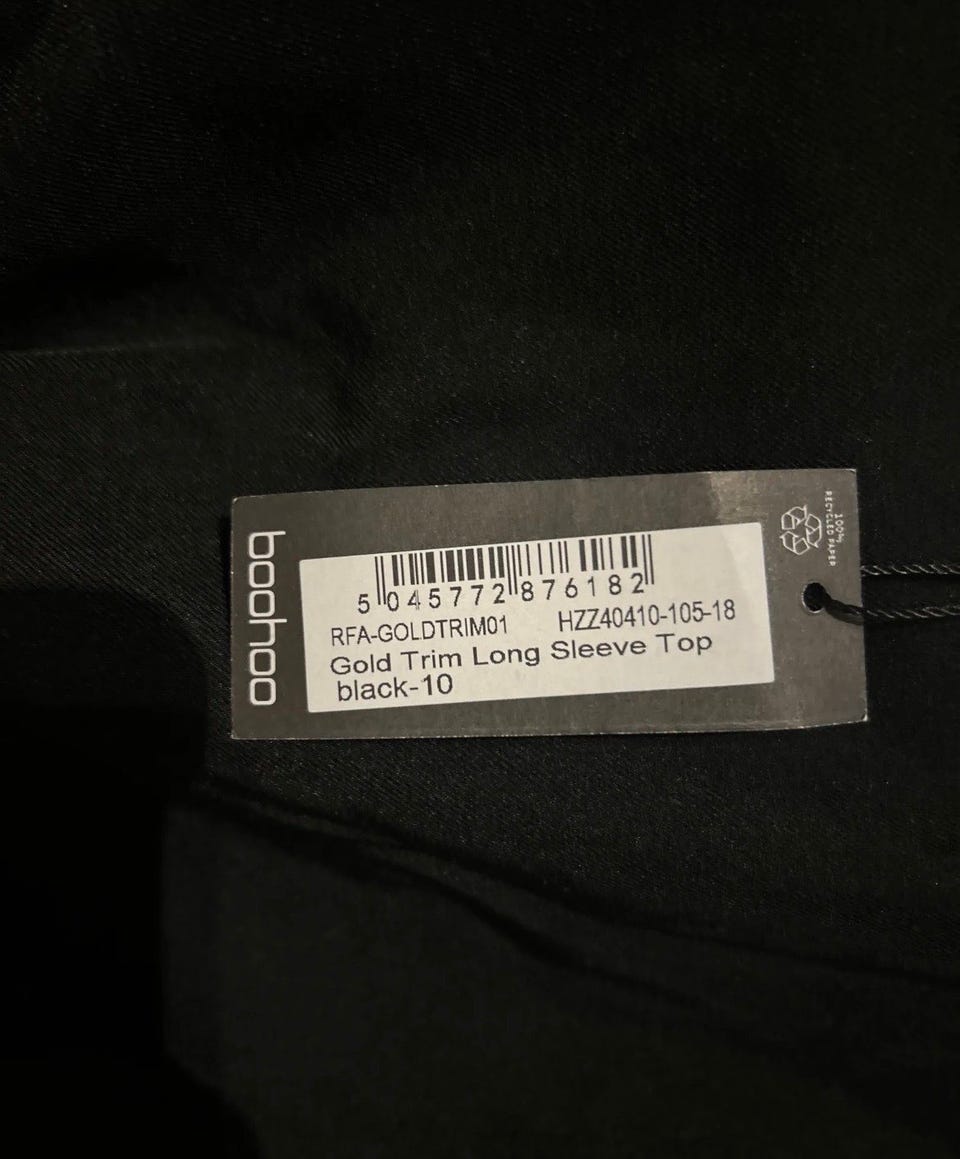 boohoo
5 045772 876182
RFA-GOLDTRIM01 HZZ40410-105-18
Gold Trim Long Sleeve Top
black-10
100%
RECYCLED PAPER